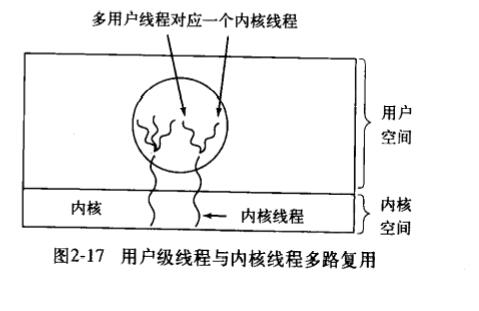 多用户线程对应一个内核线程
用户
空间
内核
内核线程
内核
空间
图2-17 用户级线程与内核线程多路复用